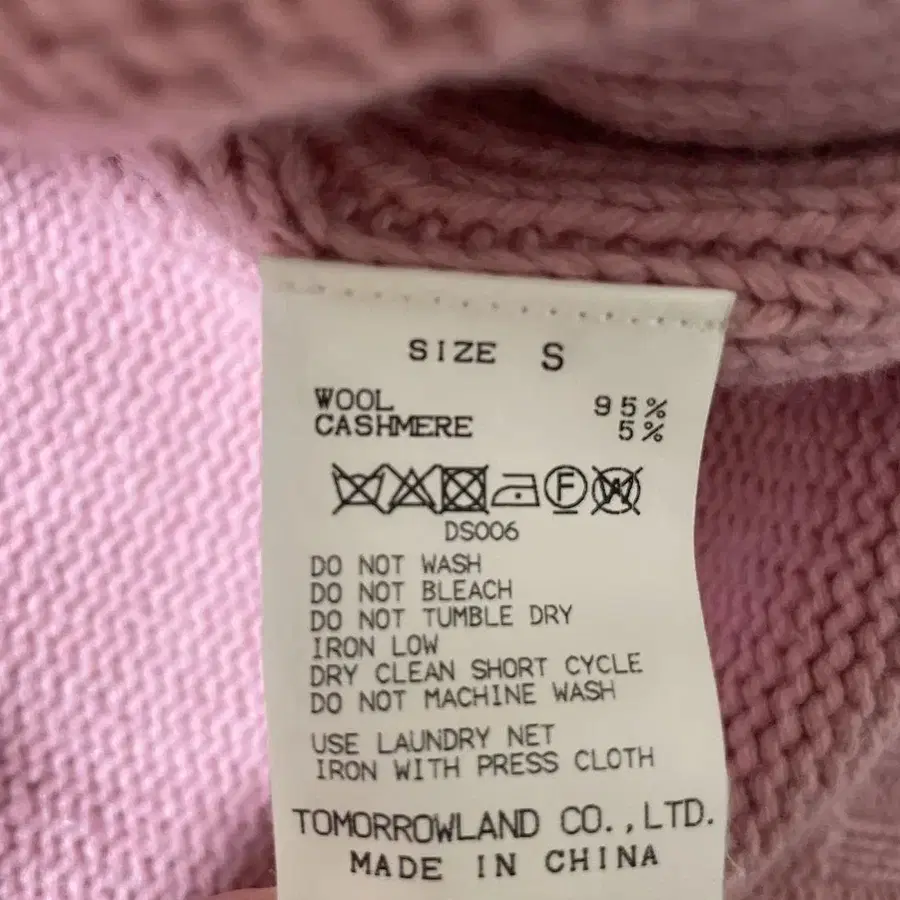 SIZE S
WOOL 95%
CASHMERE 5%
F W
DS006
DO NOT WASH
DO NOT BLEACH
DO NOT TUMBLE DRY
IRON LOW
DRY CLEAN SHORT CYCLE
DO NOT MACHINE WASH
USE LAUNDRY NET
IRON WITH PRESS CLOTH
TOMORROWLAND CO.,LTD.
MADE IN CHINA